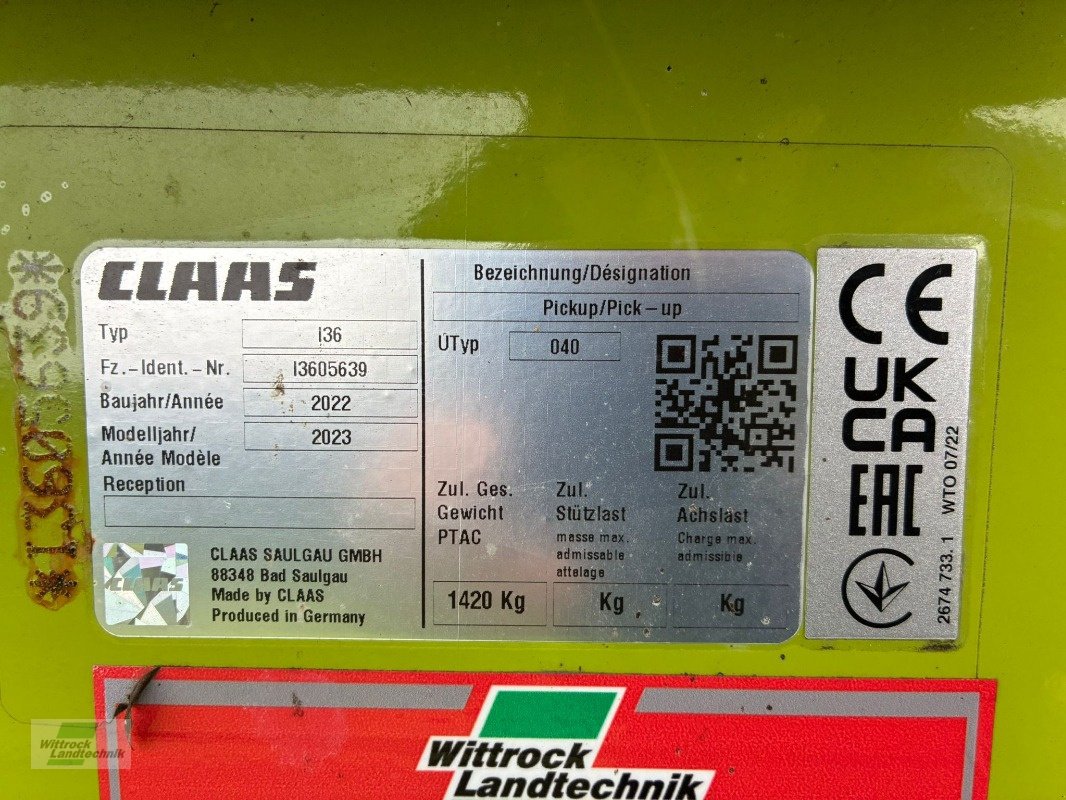 *I3605639*
CLAAS
Typ I36
Fz.-Ident.-Nr. I3605639
Baujahr/Année 2022
Modelljahr/ 2023
Année Modèle
Reception
CLAAS
CLAAS SAULGAU GMBH
88348 Bad Saulgau
Made by CLAAS
Produced in Germany
Bezeichnung/Désignation
Pickup/Pick-up
ÜTyp 040
Zul. Ges.
Gewicht
PTAC
1420 Kg
Zul.
Stützlast
masse max.
admissable
attelage
Kg
Zul.
Achslast
Charge max.
admissible
Kg
CE
UK
CA
EAC
2674 733.1 WTO 07/22
Wittrock
Landtechnik
Wittrock
Landtechnik